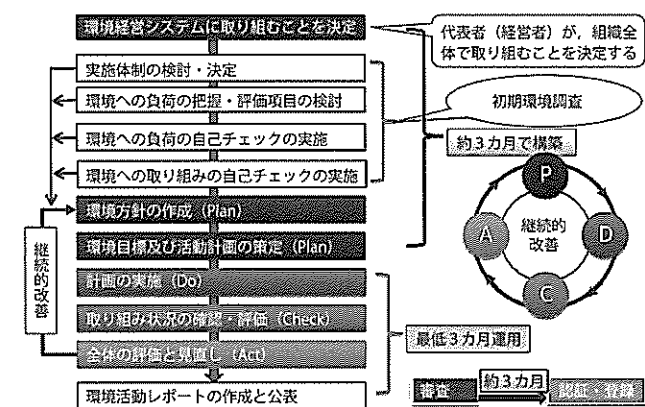 環境経営システムに取り組むことを決定
代表者（経営者）が，組織全
体で取り組むことを決定する
実施体制の検討・決定
環境への負荷の把握・評価項目の検討
環境への負荷の自己チェックの実施
環境への取り組みの自己チェックの実施
初期環境調査
約３カ月で構築
環境方針の作成（Plan）
環境目標及び活動計画の策定（Plan）
計画の実施（Do）
取り組み状況の確認・評価（Check）
全体の評価と見直し（Act）
環境活動レポートの作成と公表
継続的改善
P
D
C
A
継続的
改善
最低３カ月運用
審査
約３カ月
認証・登録